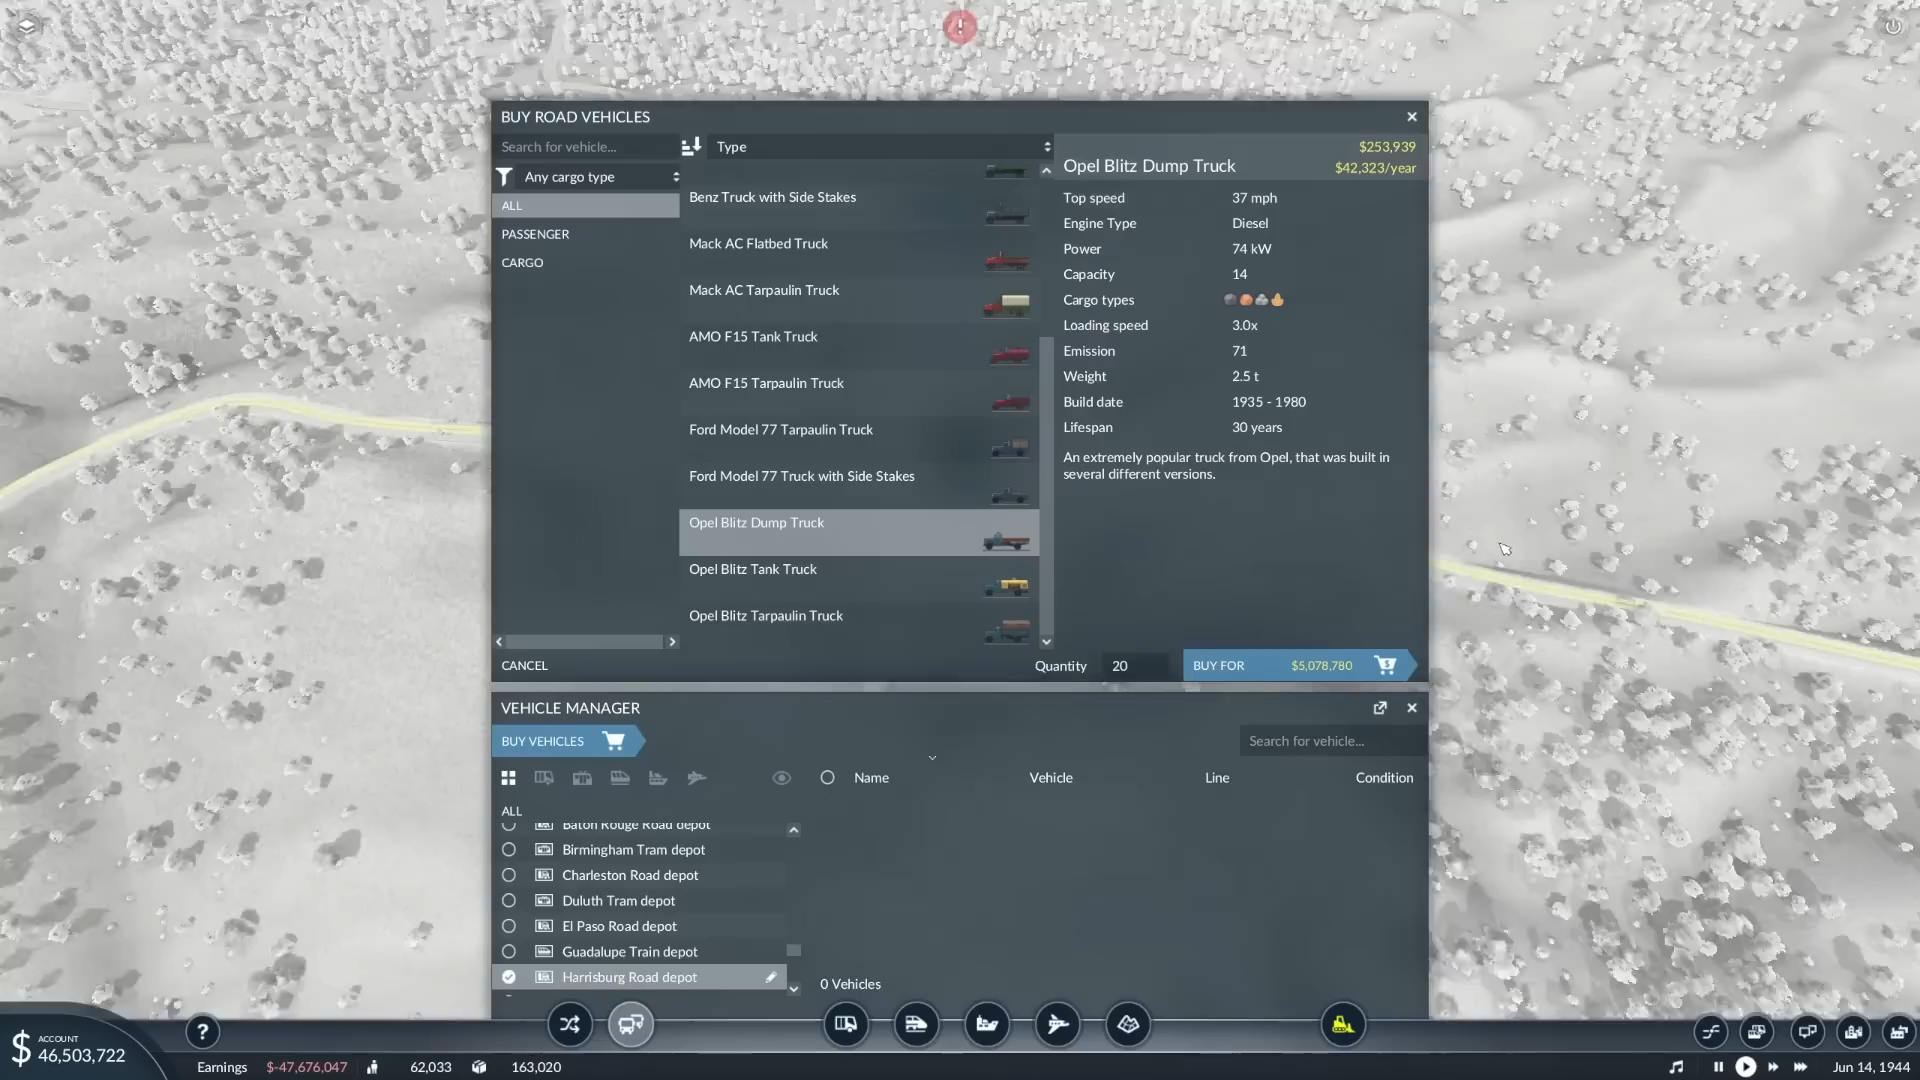 BUY ROAD VEHICLES
Search for vehicle...
Type
Any cargo type
ALL
PASSENGER
CARGO
Benz Truck with Side Stakes
Mack AC Flatbed Truck
Mack AC Tarpaulin Truck
AMO F15 Tank Truck
AMO F15 Tarpaulin Truck
Ford Model 77 Tarpaulin Truck
Ford Model 77 Truck with Side Stakes
Opel Blitz Dump Truck
Opel Blitz Tank Truck
Opel Blitz Tarpaulin Truck
$253,939
Opel Blitz Dump Truck
$42,323/year
Top speed 37 mph
Engine Type Diesel
Power 74 kW
Capacity 14
Cargo types
Loading speed 3.0x
Emission 71
Weight 2.5 t
Build date 1935 - 1980
Lifespan 30 years
An extremely popular truck from Opel, that was built in
several different versions.
CANCEL
Quantity 20
BUY FOR $5,078,780
VEHICLE MANAGER
BUY VEHICLES
Search for vehicle...
Name Vehicle Line Condition
ALL
Baton Rouge Road depot
Birmingham Tram depot
Charleston Road depot
Duluth Tram depot
El Paso Road depot
Guadalupe Train depot
Harrisburg Road depot
0 Vehicles
$ ACCOUNT
46,503,722
?
Earnings $-47,676,047 62,033 163,020
Jun 14, 1944